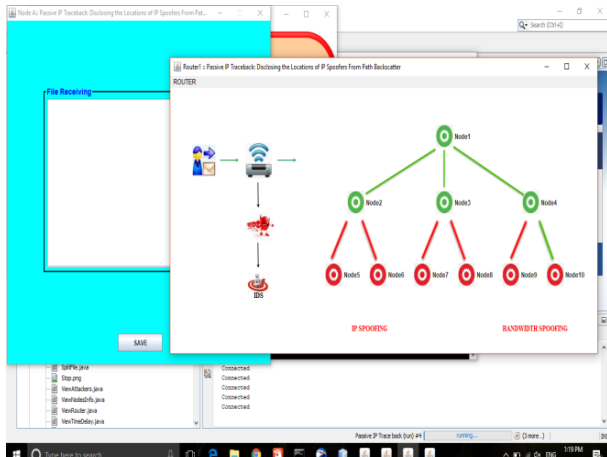 Node A:: Passive IP Traceback: Disclosing the Locations of IP Spoofers From Pat...
Search (Ctrl+I)
Router1 :: Passive IP Traceback: Disclosing the Locations of IP Spoofers From Path Backscatter
ROUTER
File Receiving
Node1
Node2
Node3
Node4
Node5
Node6
Node7
Node8
Node9
Node10
IDS
IP SPOOFING
BANDWIDTH SPOOFING
SAVE
SplitFile.java
Stop.png
ViewAttackers.java
ViewNodesInfo.java
ViewRouter.java
ViewTimeDelay.java
Connected
Connected
Connected
Connected
Connected
Passive IP Trace back (run) #4
running...
(3 more...)
Type here to search
ENG
1:19 PM